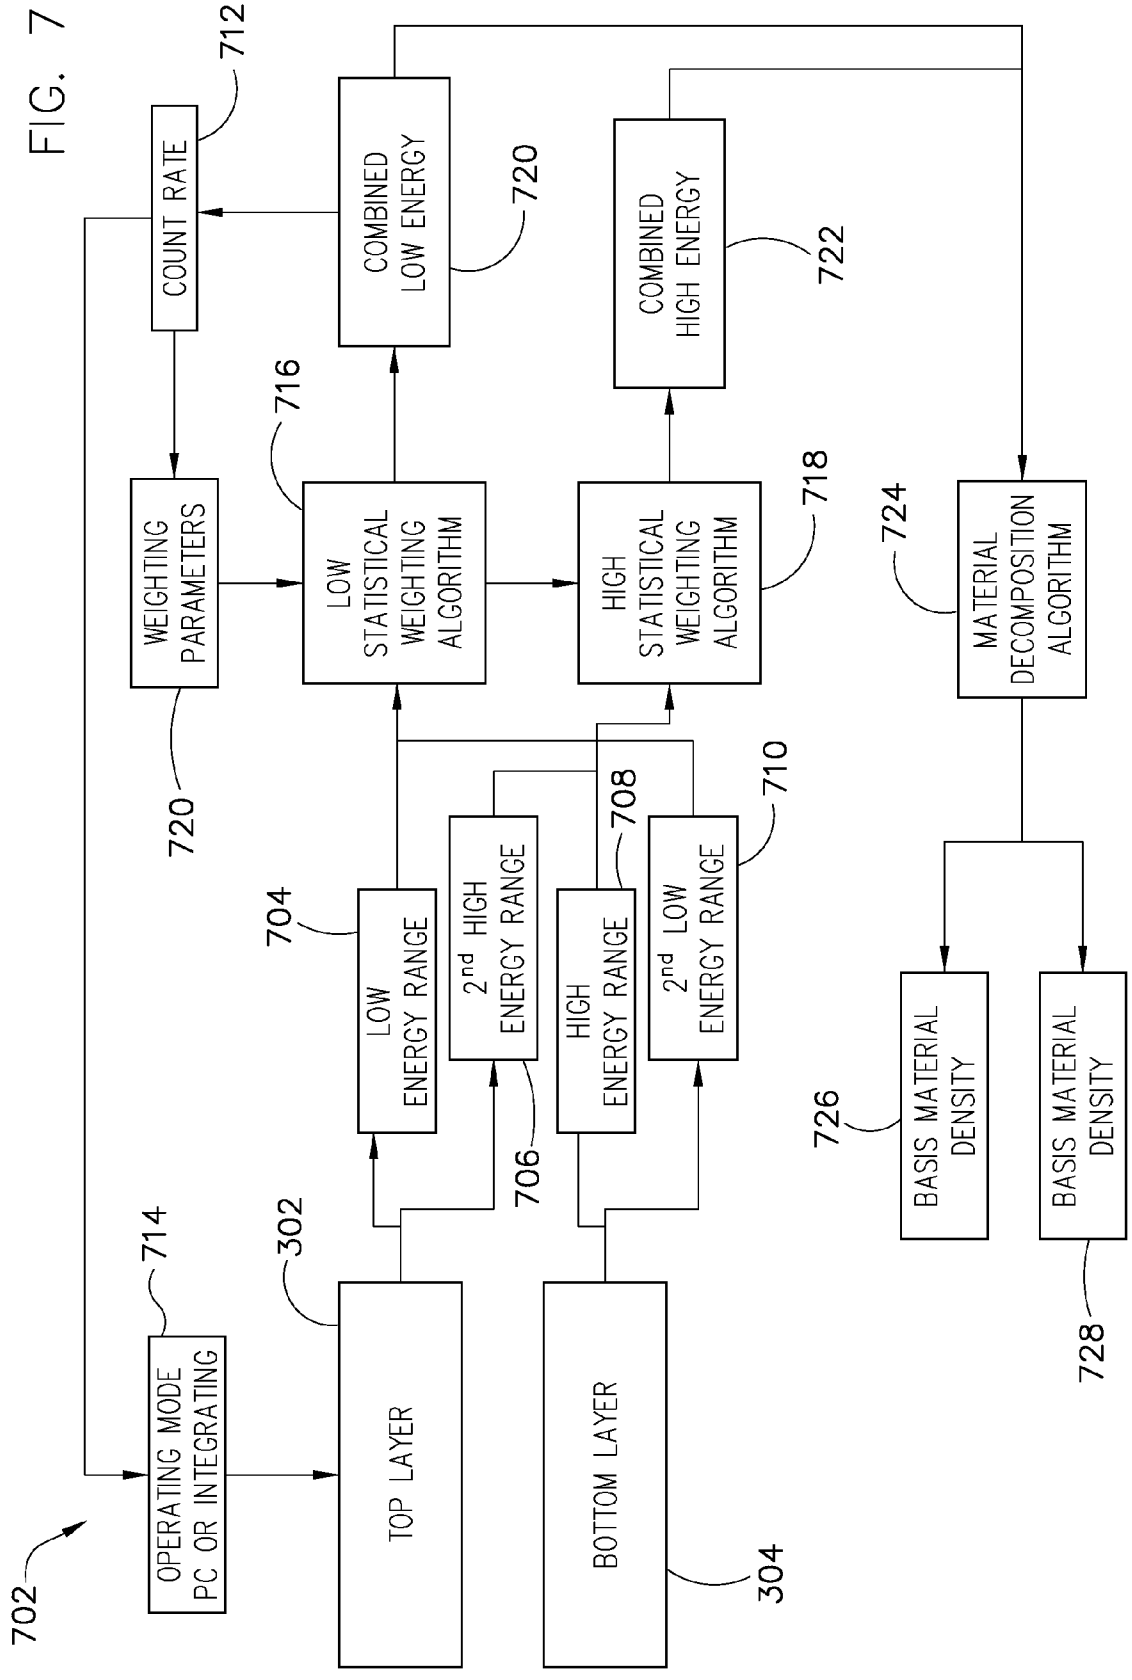 FIG. 7
702
OPERATING MODE
PC OR INTEGRATING
714
COUNT RATE
712
WEIGHTING
PARAMETERS
720
TOP LAYER
302
LOW
ENERGY RANGE
704
2nd HIGH
ENERGY RANGE
706
LOW
STATISTICAL
WEIGHTING
ALGORITHM
716
COMBINED
LOW ENERGY
720
BOTTOM LAYER
304
HIGH
ENERGY RANGE
708
2nd LOW
ENERGY RANGE
710
HIGH
STATISTICAL
WEIGHTING
ALGORITHM
718
COMBINED
HIGH ENERGY
722
MATERIAL
DECOMPOSITION
ALGORITHM
724
BASIS MATERIAL
DENSITY
726
BASIS MATERIAL
DENSITY
728